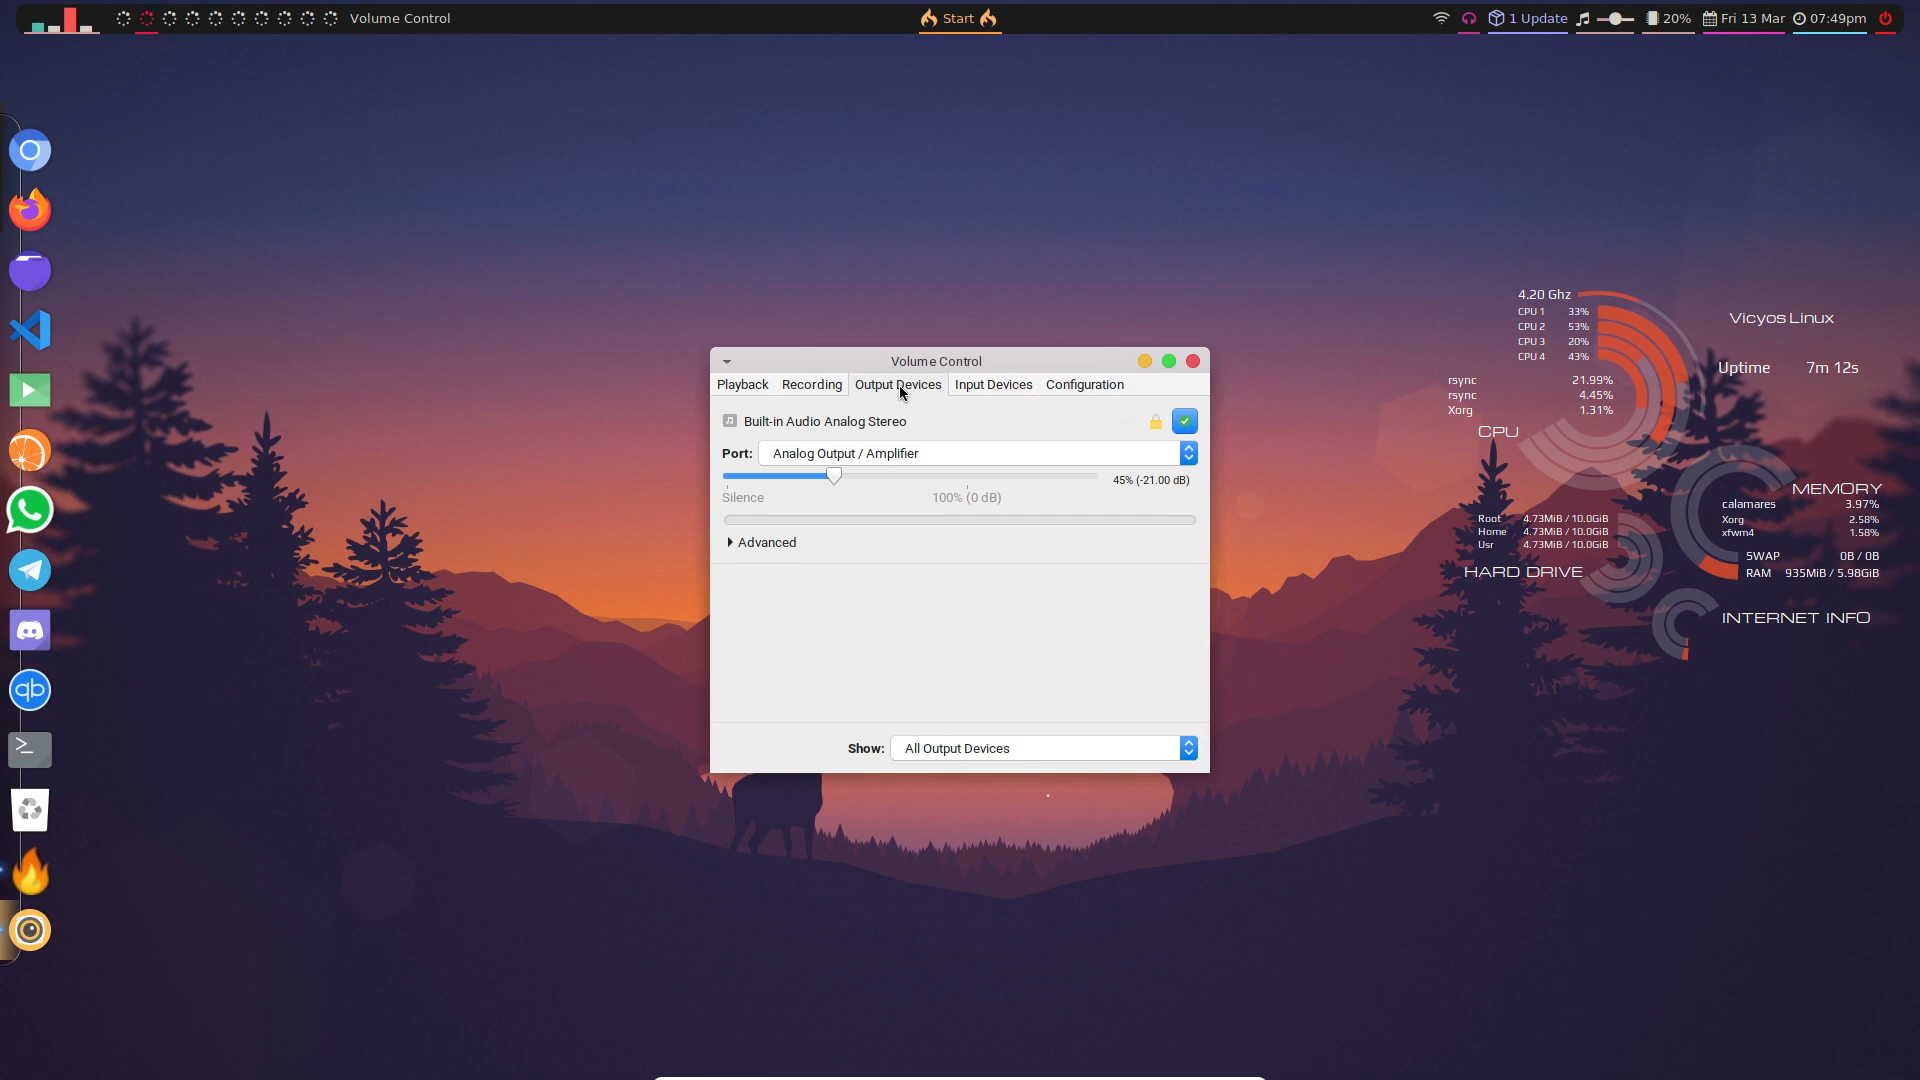 Volume Control
Start
1 Update
20%
Fri 13 Mar
07:49pm
Volume Control
Playback
Recording
Output Devices
Input Devices
Configuration
Built-in Audio Analog Stereo
Port:
Analog Output / Amplifier
45% (-21.00 dB)
Silence
100% (0 dB)
Advanced
Show:
All Output Devices
4.20 Ghz
CPU 1 33%
CPU 2 53%
CPU 3 20%
CPU 4 43%
rsync 21.99%
rsync 4.45%
Xorg 1.31%
CPU
Vicyos Linux
Uptime 7m 12s
MEMORY
calamares 3.97%
Xorg 2.58%
xfwm4 1.58%
SWAP 0B / 0B
RAM 935MiB / 5.98GiB
Root 4.73MiB / 10.0GiB
Home 4.73MiB / 10.0GiB
Usr 4.73MiB / 10.0GiB
HARD DRIVE
INTERNET INFO
qb
>_